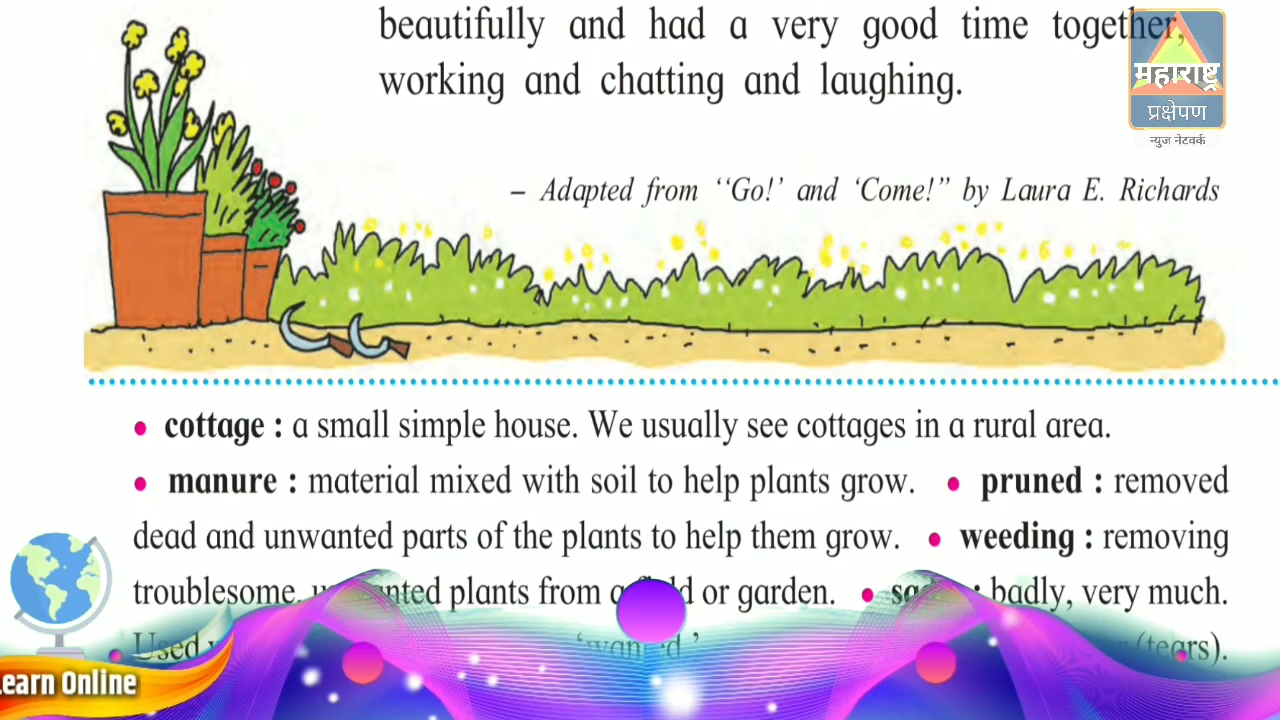 beautifully and had a very good time together,
working and chatting and laughing.
महाराष्ट्र
प्रक्षेपण
न्युज नेटवर्क
– Adapted from ‘‘Go!’ and ‘Come!” by Laura E. Richards
• cottage : a small simple house. We usually see cottages in a rural area.
• manure : material mixed with soil to help plants grow. • pruned : removed
dead and unwanted parts of the plants to help them grow. • weeding : removing
troublesome, plants from or garden. • : badly, very much.
• Used (tears).
Learn Online